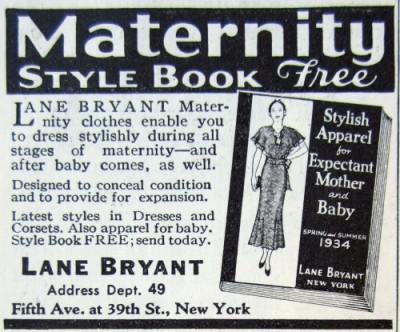 Maternity
STYLE BOOK Free
LANE BRYANT Mater-
nity clothes enable you
to dress stylishly during all
stages of maternity—and
after baby comes, as well.
Designed to conceal condition
and to provide for expansion.
Latest styles in Dresses and
Corsets. Also apparel for baby.
Style Book FREE; send today.
LANE BRYANT
Address Dept. 49
Fifth Ave. at 39th St., New York
Stylish
Apparel
for
Expectant
Mother
and
Baby
SPRING and SUMMER
1934
LANE BRYANT
NEW YORK